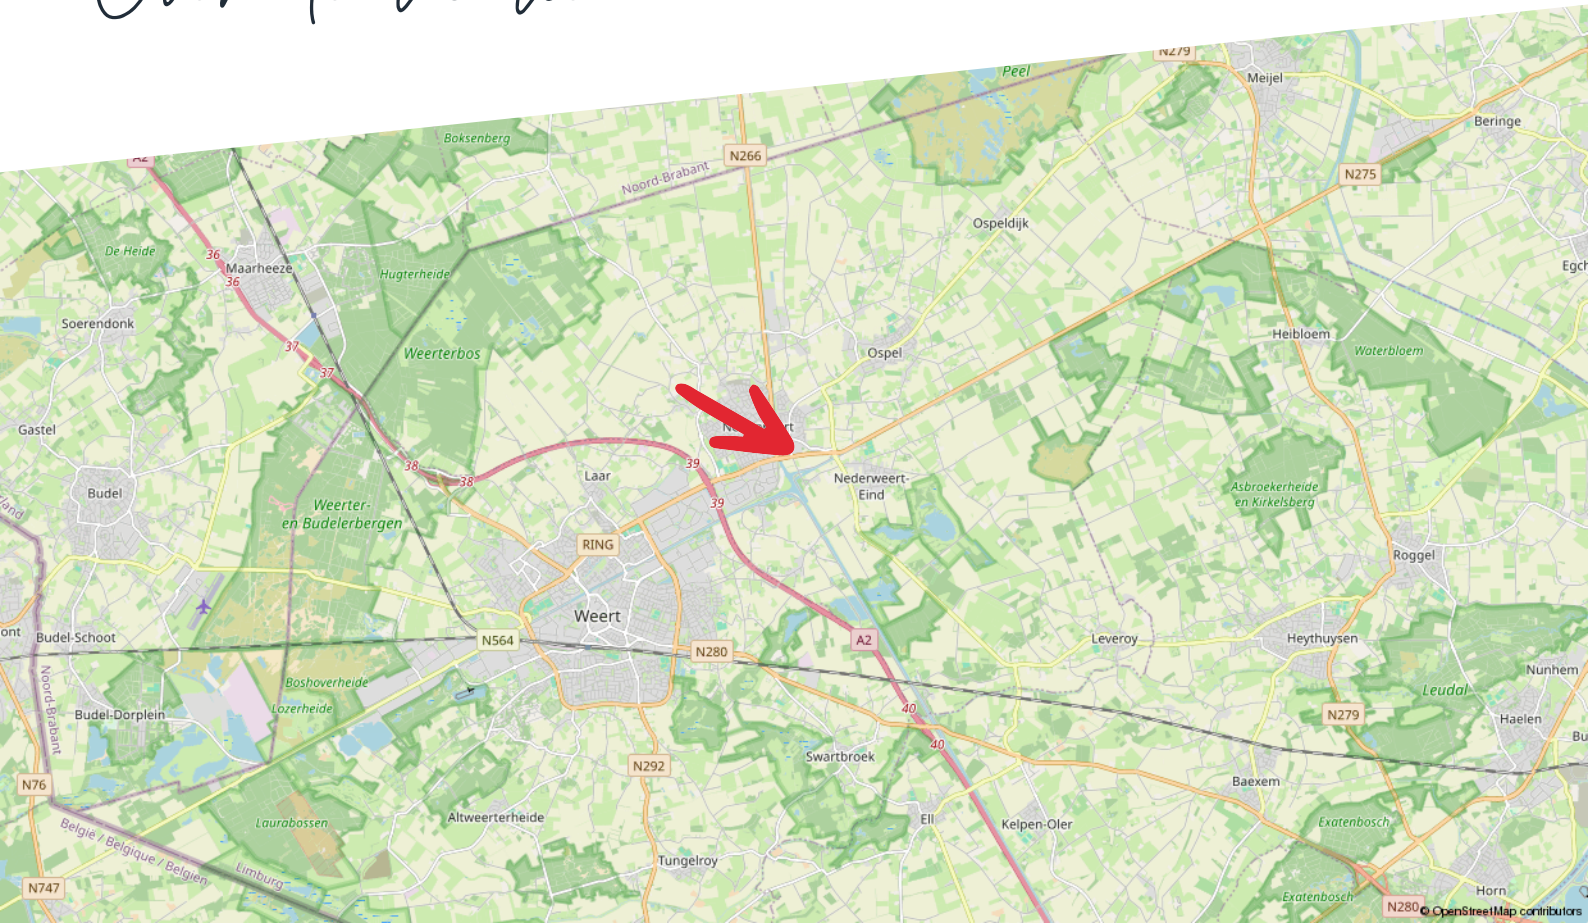 N279
Peel
Meijel
Boksenberg
Beringe
A2
N266
Noord-Brabant
N275
Ospeldijk
De Heide
36
Maarheeze
36
Hugterheide
Soerendonk
Heibloem
37
Weerterbos
Ospel
Waterbloem
37
Gastel
38
39
Laar
38
Nederweert-
Eind
Budel
Asbroekerheide
en Kirkelsberg
Weerter-
en Budelerbergen
39
RING
Roggel
Weert
Budel-Schoot
N564
A2
Leveroy
Heythuysen
N280
Nunhem
Noord-Brabant
Boshoverheide
Leudal
Lozerheide
40
Budel-Dorplein
N279
Haelen
40
Swartbroek
N292
N76
Baexem
Altweerterheide
Ell
Laurabossen
Kelpen-Oler
Exatenbosch
België / Belgique / Belgien
Tungelroy
Limburg
N747
Horn
Exatenbosch
N280
© OpenStreetMap contributors